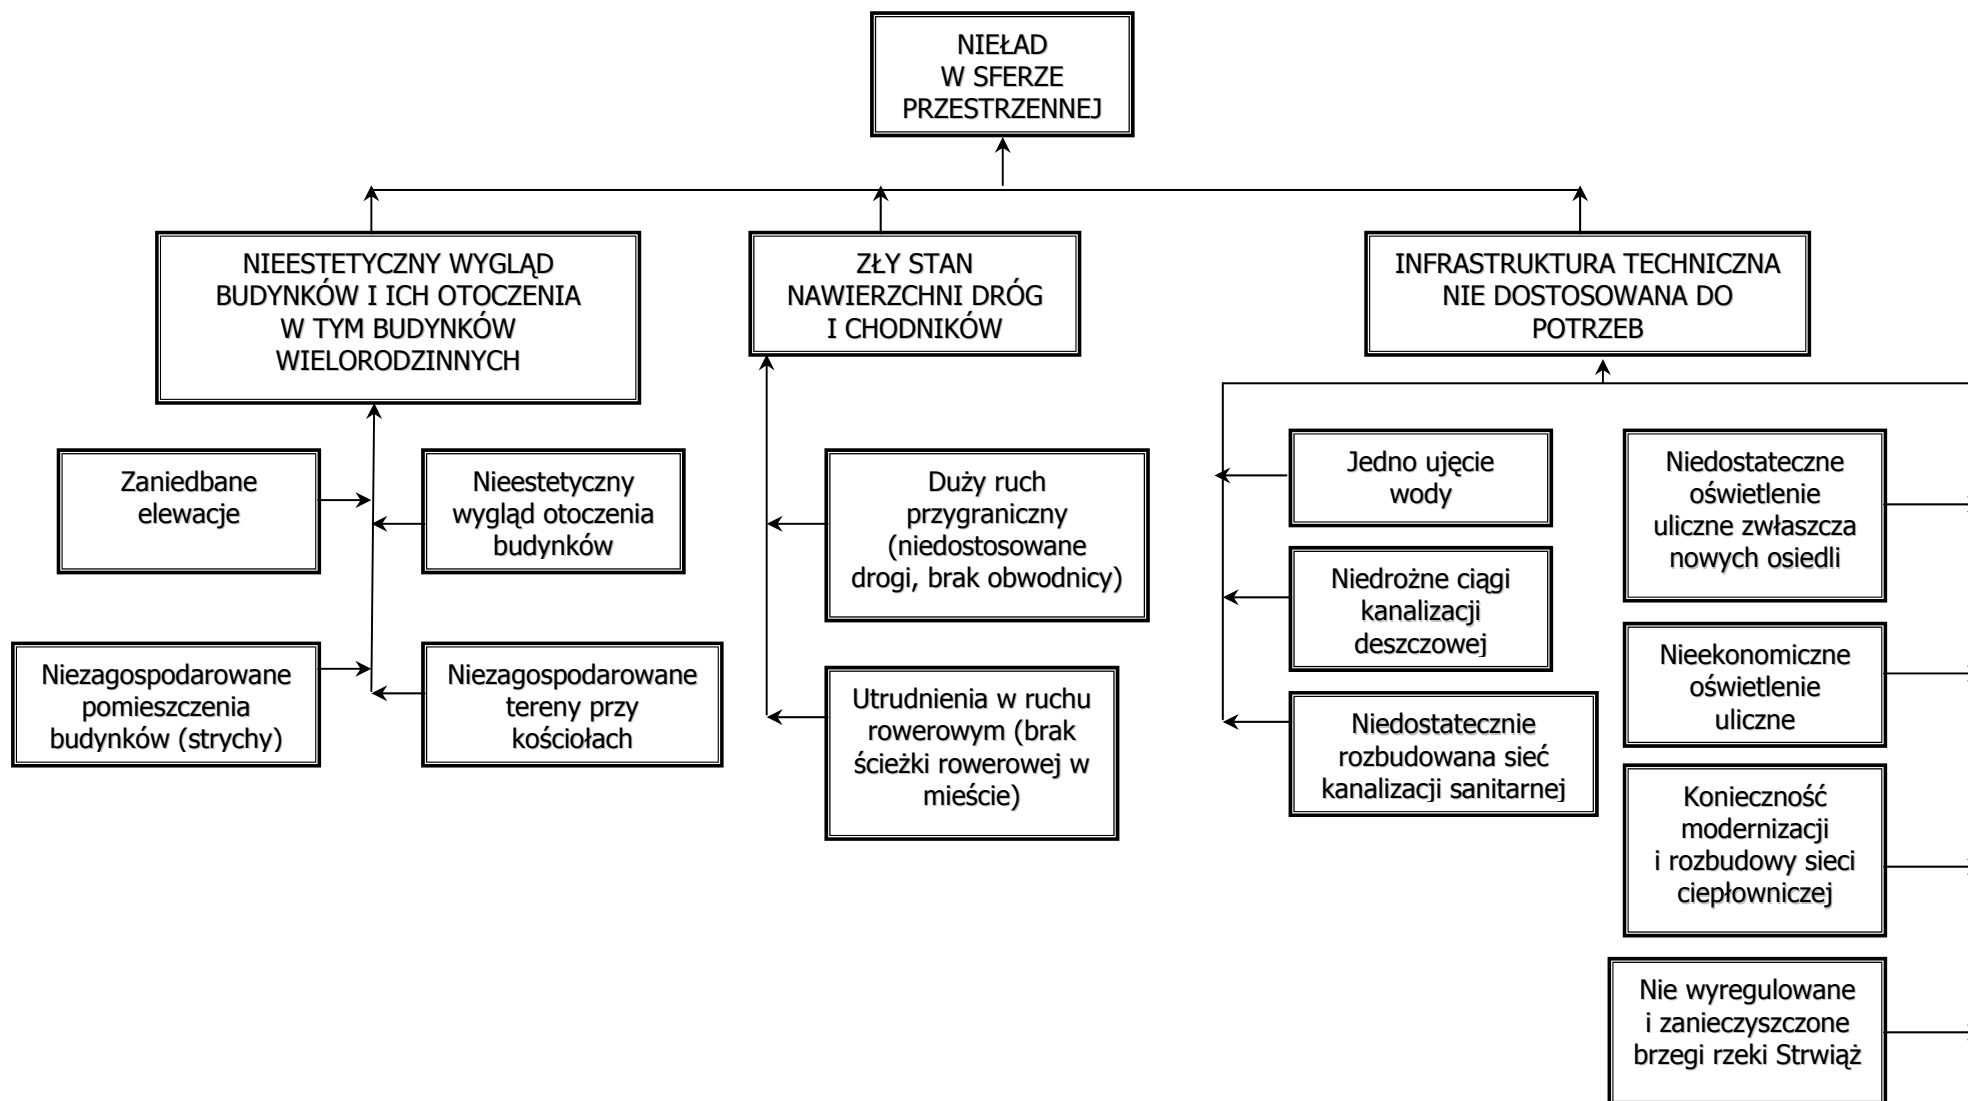 NIEŁAD
W SFERZE
PRZESTRZENNEJ
NIEESTETYCZNY WYGLĄD
BUDYNKÓW I ICH OTOCZENIA
W TYM BUDYNKÓW
WIELORODZINNYCH
ZŁY STAN
NAWIERZCHNI DRÓG
I CHODNIKÓW
INFRASTRUKTURA TECHNICZNA
NIE DOSTOSOWANA DO
POTRZEB
Zaniedbane
elewacje
Nieestetyczny
wygląd otoczenia
budynków
Niezagospodarowane
pomieszczenia
budynków (strychy)
Niezagospodarowane
tereny przy
kościołach
Duży ruch
przygraniczny
(niedostosowane
drogi, brak obwodnicy)
Utrudnienia w ruchu
rowerowym (brak
ścieżki rowerowej w
mieście)
Jedno ujęcie
wody
Niedrożne ciągi
kanalizacji
deszczowej
Niedostatecznie
rozbudowana sieć
kanalizacji sanitarnej
Niedostateczne
oświetlenie
uliczne zwłaszcza
nowych osiedli
Nieekonomiczne
oświetlenie
uliczne
Konieczność
modernizacji
i rozbudowy sieci
ciepłowniczej
Nie wyregulowane
i zanieczyszczone
brzegi rzeki Strwiąż